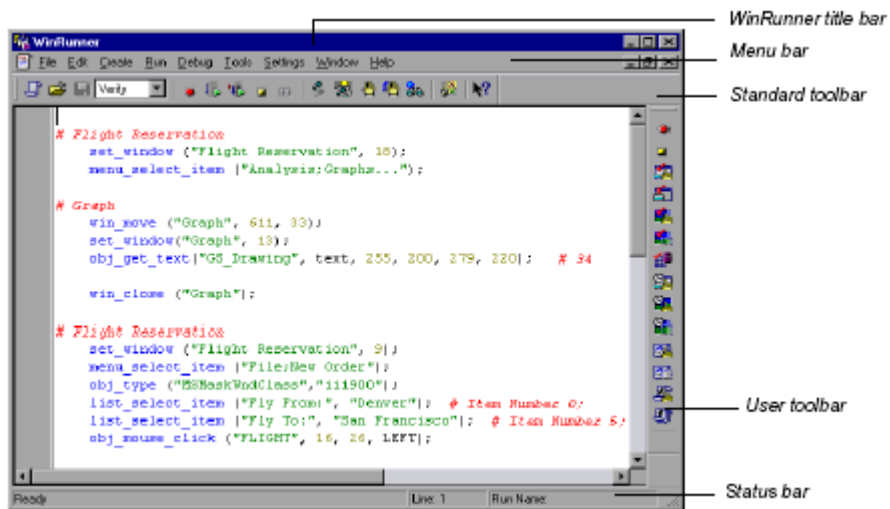 WinRunner title bar
WinRunner
Menu bar
File Edit Create Run Debug Tools Settings Window Help
Verify
Standard toolbar
# Flight Reservation
set_window ("Flight Reservation", 18);
menu_select_item ("Analysis;Graphs...");
# Graph
win_move ("Graph", 611, 33);
set_window("Graph", 13);
obj_get_text("GS_Drawing", text, 255, 200, 279, 220); # 34
win_close ("Graph");
# Flight Reservation
set_window ("Flight Reservation", 9);
menu_select_item ("File;New Order");
obj_type ("MSMaskWndClass","111900");
list_select_item ("Fly From:", "Denver"); # Item Number 0;
list_select_item ("Fly To:", "San Francisco"); # Item Number 5;
obj_mouse_click ("FLIGHT", 16, 26, LEFT);
User toolbar
Ready Line: 1 Run Name:
Status bar